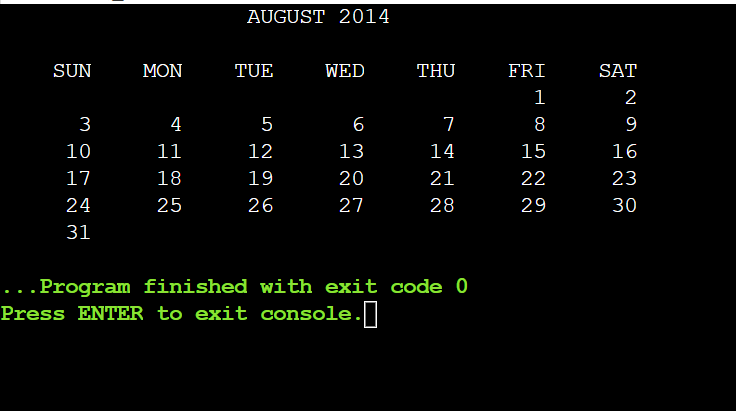 AUGUST 2014
SUN MON TUE WED THU FRI SAT
1 2
3 4 5 6 7 8 9
10 11 12 13 14 15 16
17 18 19 20 21 22 23
24 25 26 27 28 29 30
31
...Program finished with exit code 0
Press ENTER to exit console.